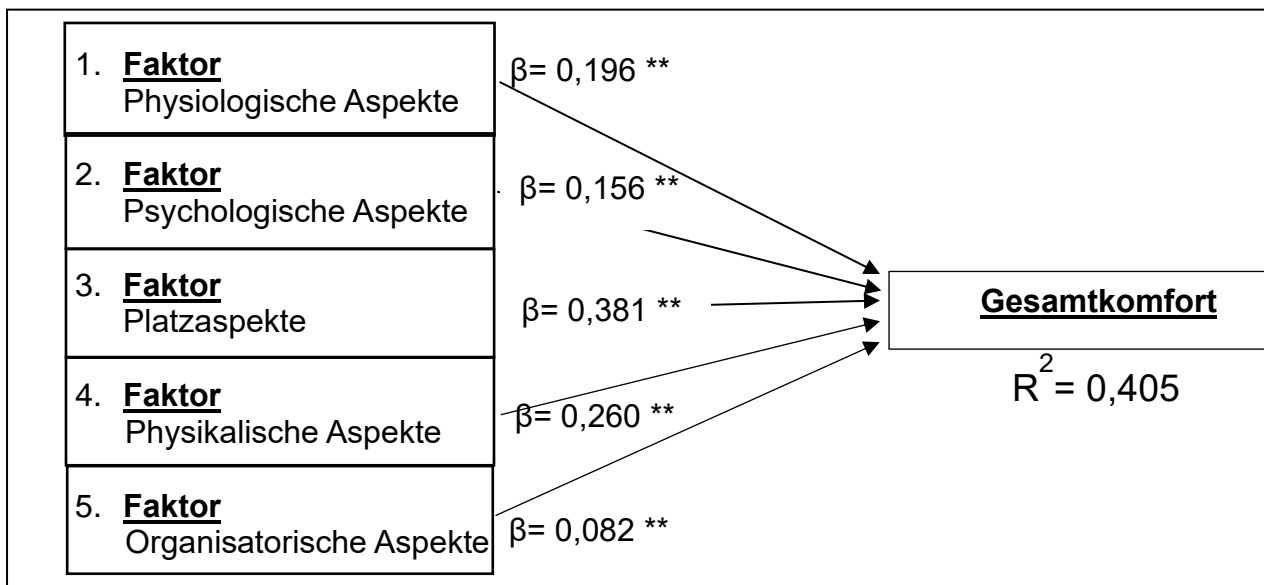 1. Faktor
Physiologische Aspekte
β= 0,196 **
2. Faktor
Psychologische Aspekte
β= 0,156 **
3. Faktor
Platzaspekte
β= 0,381 **
4. Faktor
Physikalische Aspekte
β= 0,260 **
5. Faktor
Organisatorische Aspekte
β= 0,082 **
Gesamtkomfort
R²= 0,405